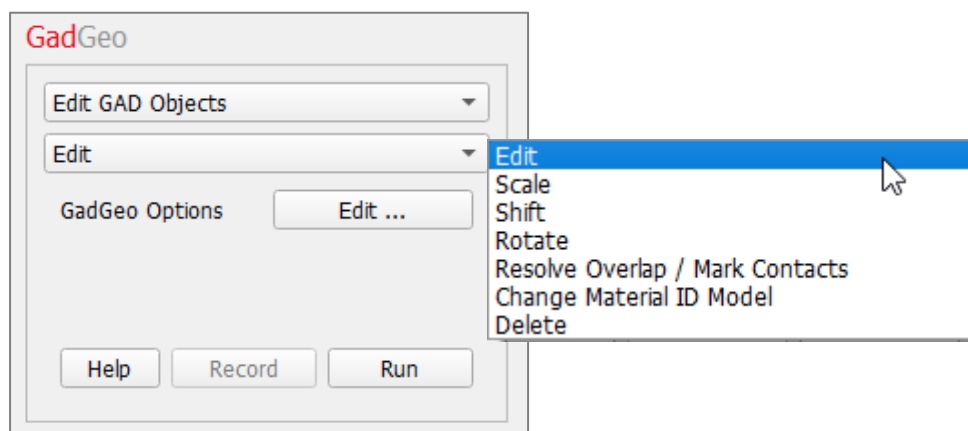 GadGeo
Edit GAD Objects
Edit
GadGeo Options Edit ...
Help Record Run
Edit
Scale
Shift
Rotate
Resolve Overlap / Mark Contacts
Change Material ID Model
Delete